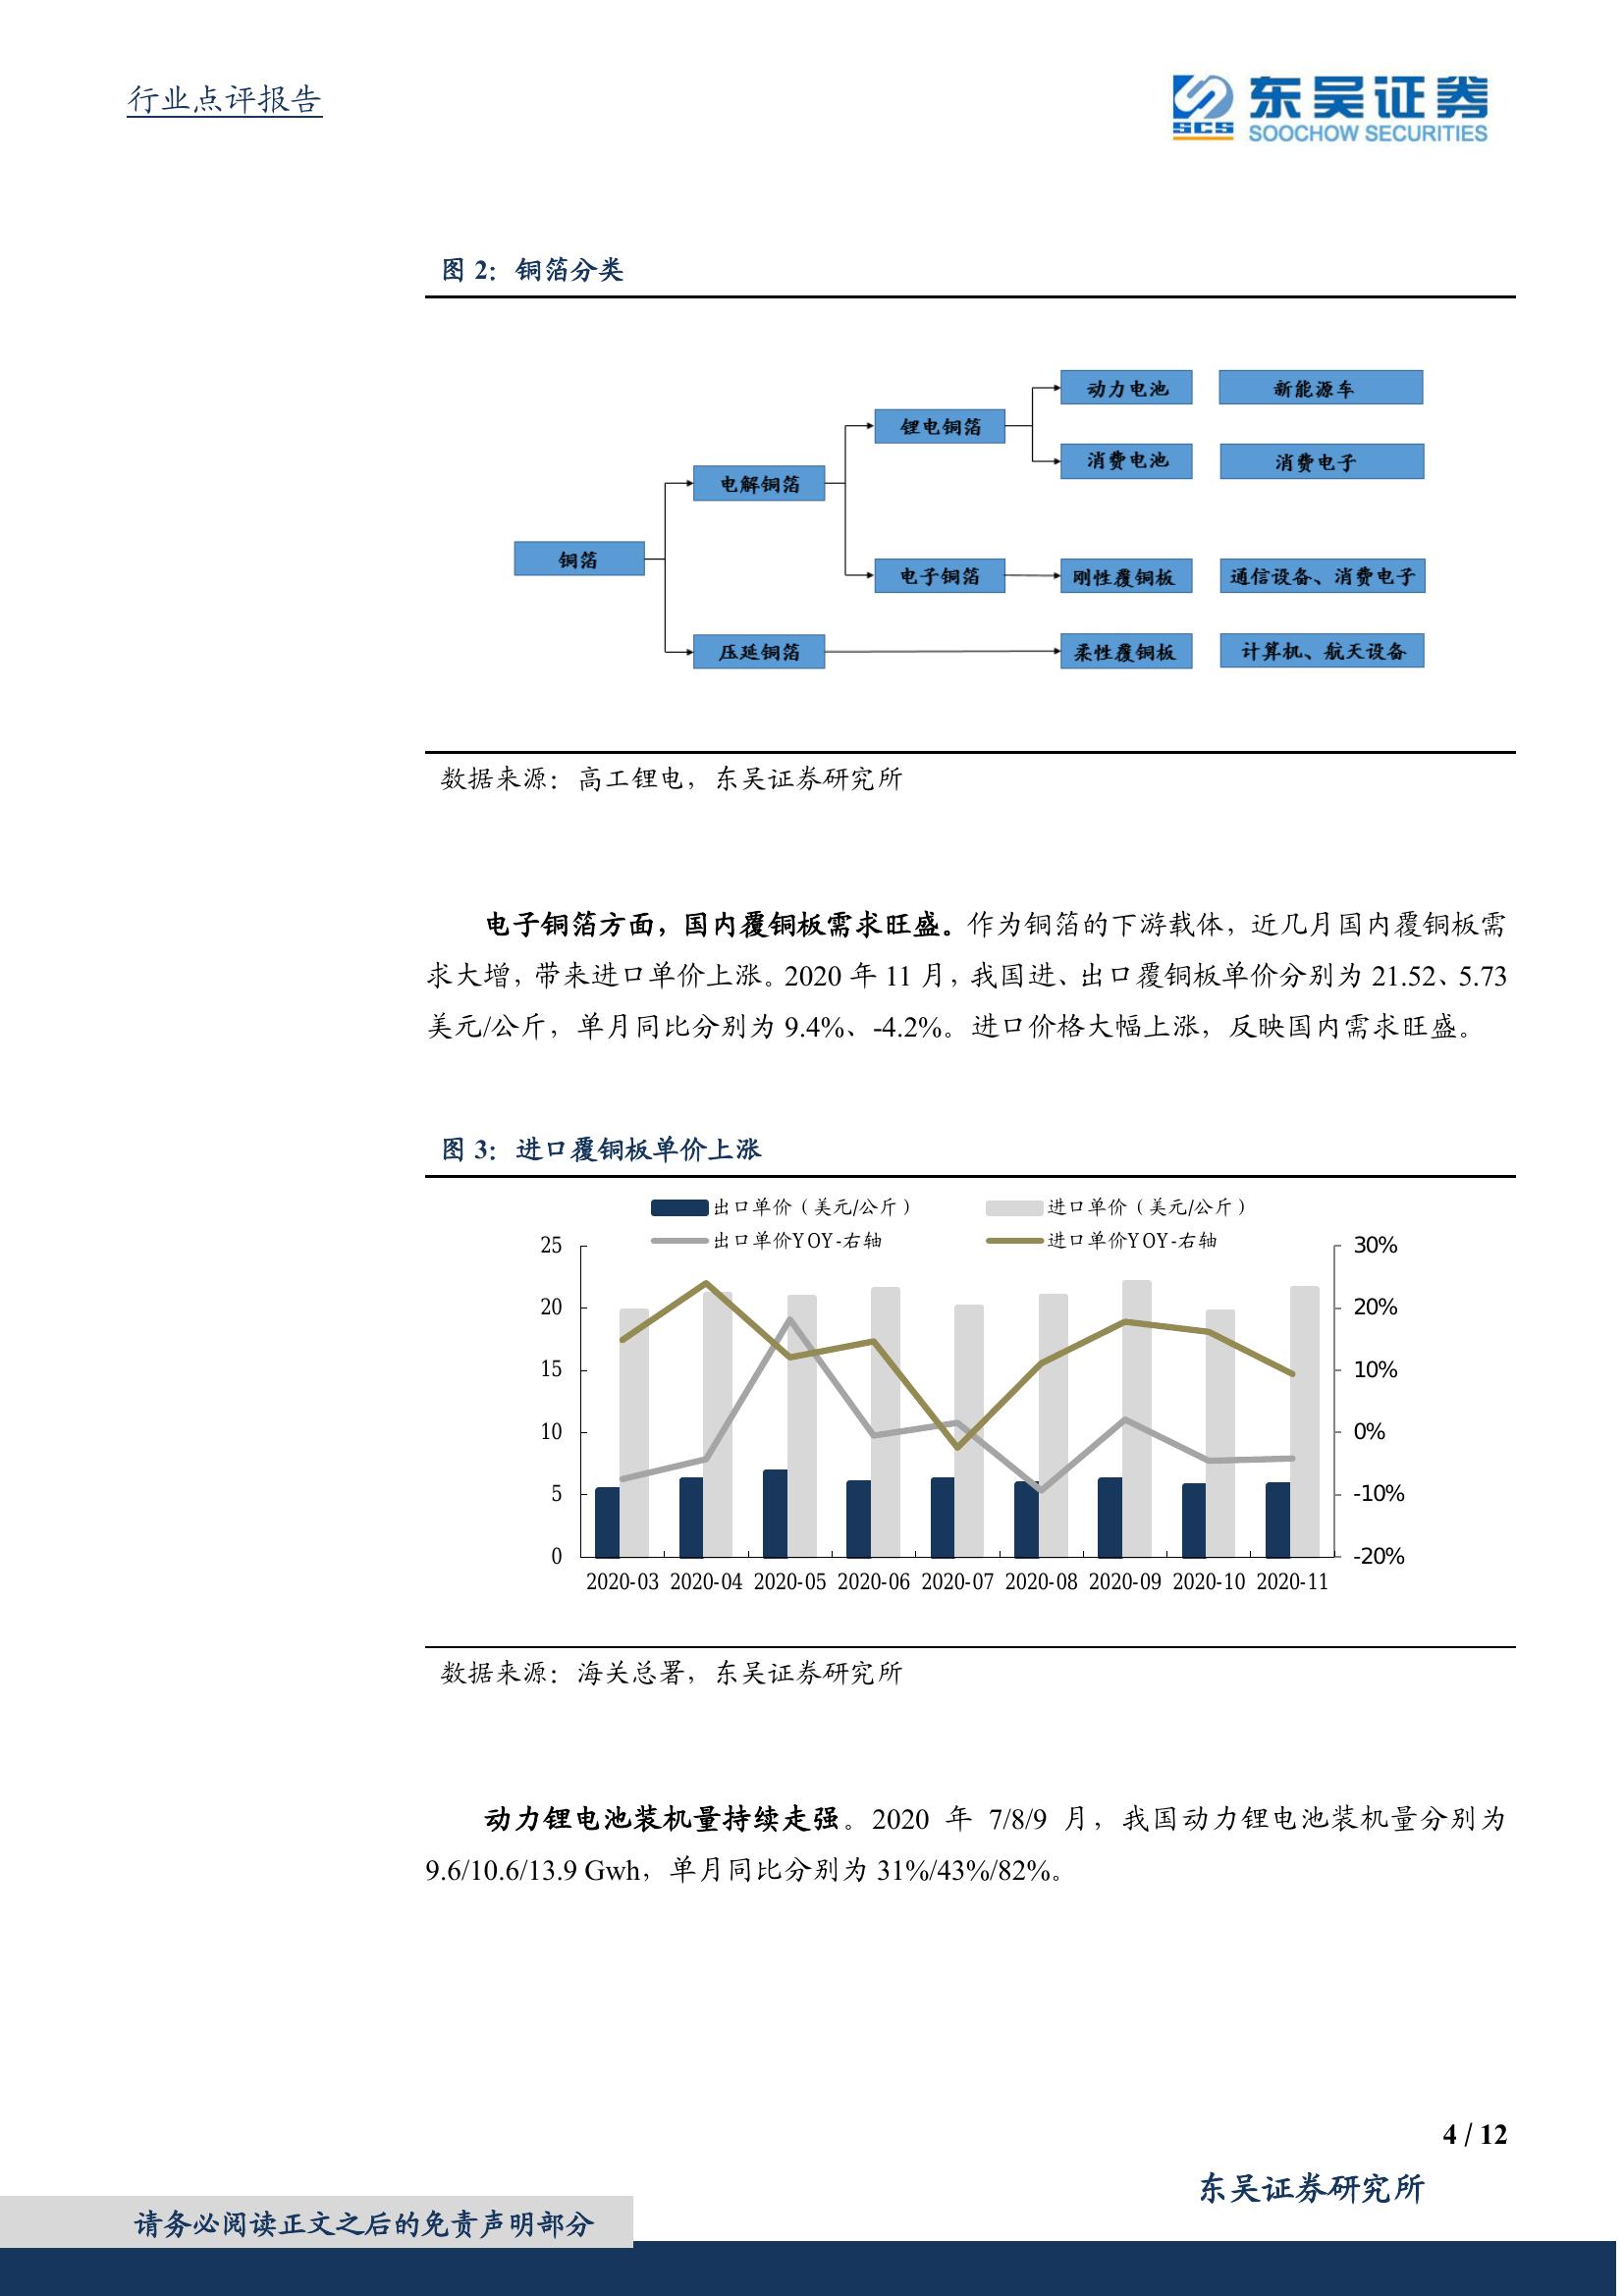 行业点评报告
SCS 东吴证券
SOOCHOW SECURITIES
图 2：铜箔分类
动力电池 新能源车
锂电铜箔
消费电池 消费电子
电解铜箔
铜箔
电子铜箔 刚性覆铜板 通信设备、消费电子
压延铜箔 柔性覆铜板 计算机、航天设备
数据来源：高工锂电，东吴证券研究所
电子铜箔方面，国内覆铜板需求旺盛。作为铜箔的下游载体，近几月国内覆铜板需
求大增，带来进口单价上涨。2020 年 11 月，我国进、出口覆铜板单价分别为 21.52、5.73
美元/公斤，单月同比分别为 9.4%、-4.2%。进口价格大幅上涨，反映国内需求旺盛。
图 3：进口覆铜板单价上涨
出口单价（美元/公斤） 进口单价（美元/公斤）
出口单价YOY-右轴 进口单价YOY-右轴
25 30%
20 20%
15 10%
10 0%
5 -10%
0 -20%
2020-03 2020-04 2020-05 2020-06 2020-07 2020-08 2020-09 2020-10 2020-11
数据来源：海关总署，东吴证券研究所
动力锂电池装机量持续走强。2020 年 7/8/9 月，我国动力锂电池装机量分别为
9.6/10.6/13.9 Gwh，单月同比分别为 31%/43%/82%。
4 / 12
东吴证券研究所
请务必阅读正文之后的免责声明部分